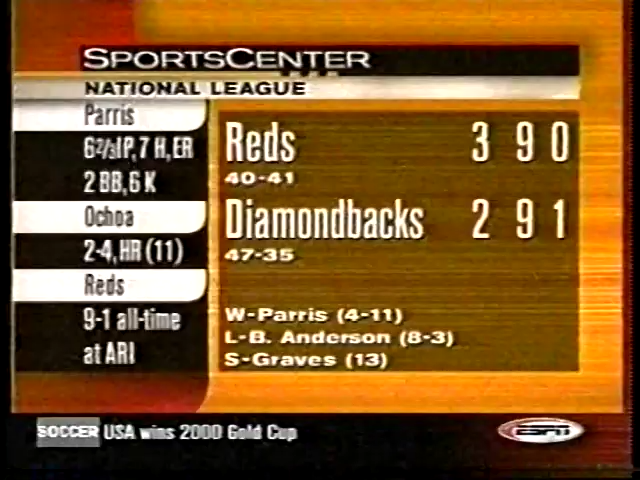 SPORTSCENTER
NATIONAL LEAGUE
Parris
6 2/3 IP, 7 H, ER
2 BB, 6 K
Ochoa
2-4, HR (11)
Reds
9-1 all-time
at ARI
Reds 3 9 0
40-41
Diamondbacks 2 9 1
47-35
W-Parris (4-11)
L-B. Anderson (8-3)
S-Graves (13)
SOCCER USA wins 2000 Gold Cup
ESPN